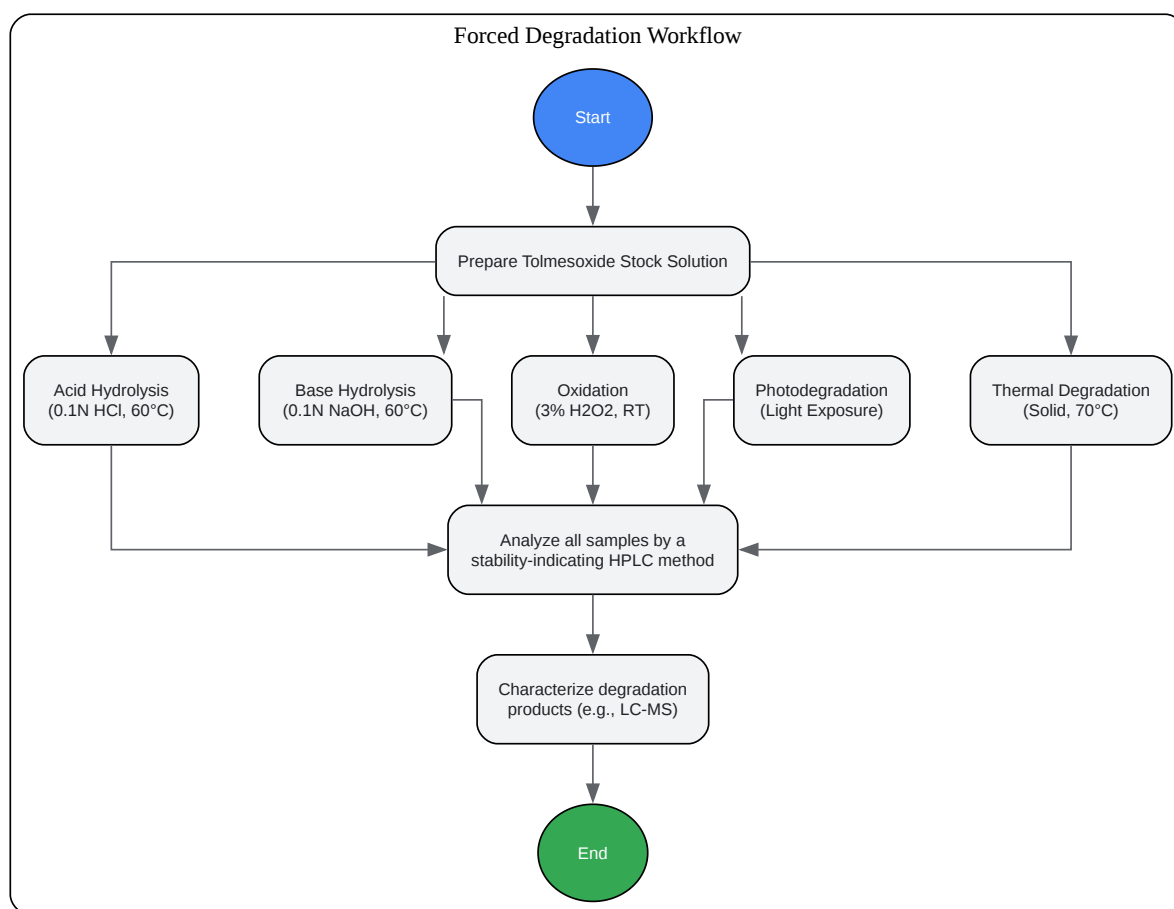 Forced Degradation Workflow
Start
Prepare Tolmesoxide Stock Solution
Acid Hydrolysis
(0.1N HCl, 60°C)
Base Hydrolysis
(0.1N NaOH, 60°C)
Oxidation
(3% H2O2, RT)
Photodegradation
(Light Exposure)
Thermal Degradation
(Solid, 70°C)
Analyze all samples by a
stability-indicating HPLC method
Characterize degradation
products (e.g., LC-MS)
End